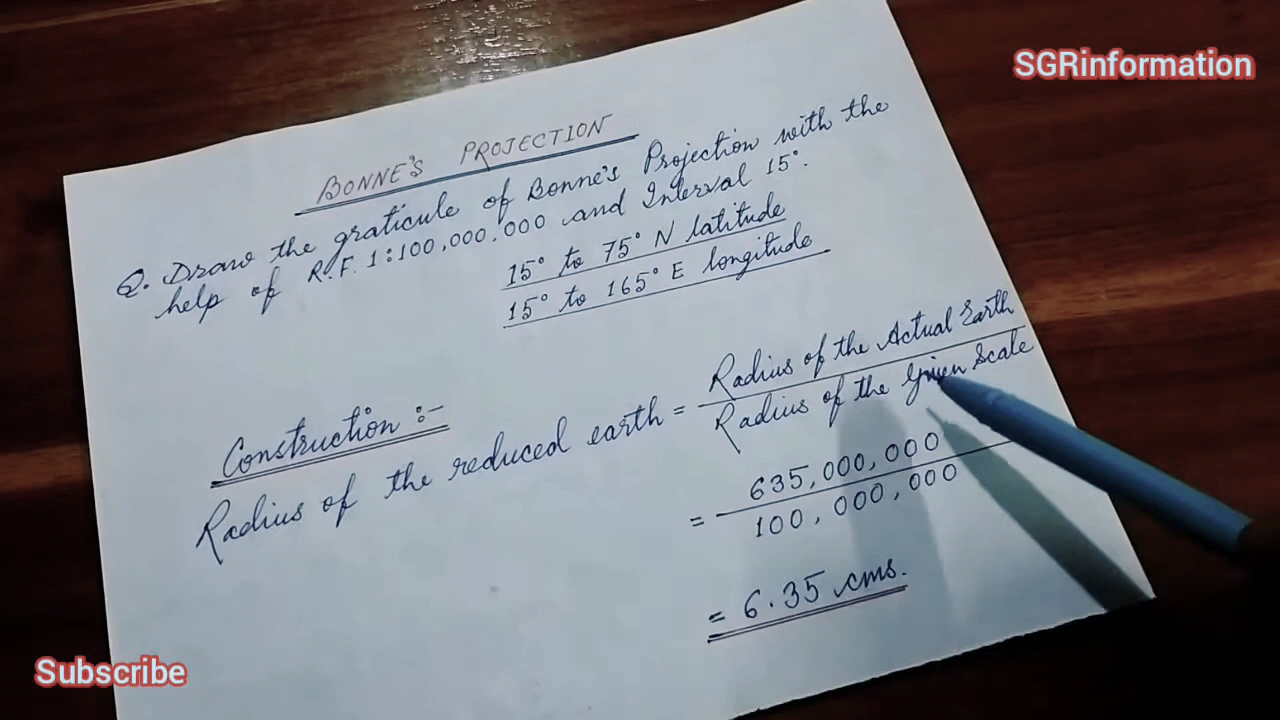 SGRinformation
BONNE'S PROJECTION
Q. Draw the graticule of Bonne's Projection with the
help of R.F. 1:100,000,000 and Interval 15°.
15° to 75° N latitude
15° to 165° E longitude
Construction :-
Radius of the reduced earth = Radius of the Actual Earth
Radius of the Given Scale
= 635,000,000
100,000,000
= 6.35 cms.
Subscribe